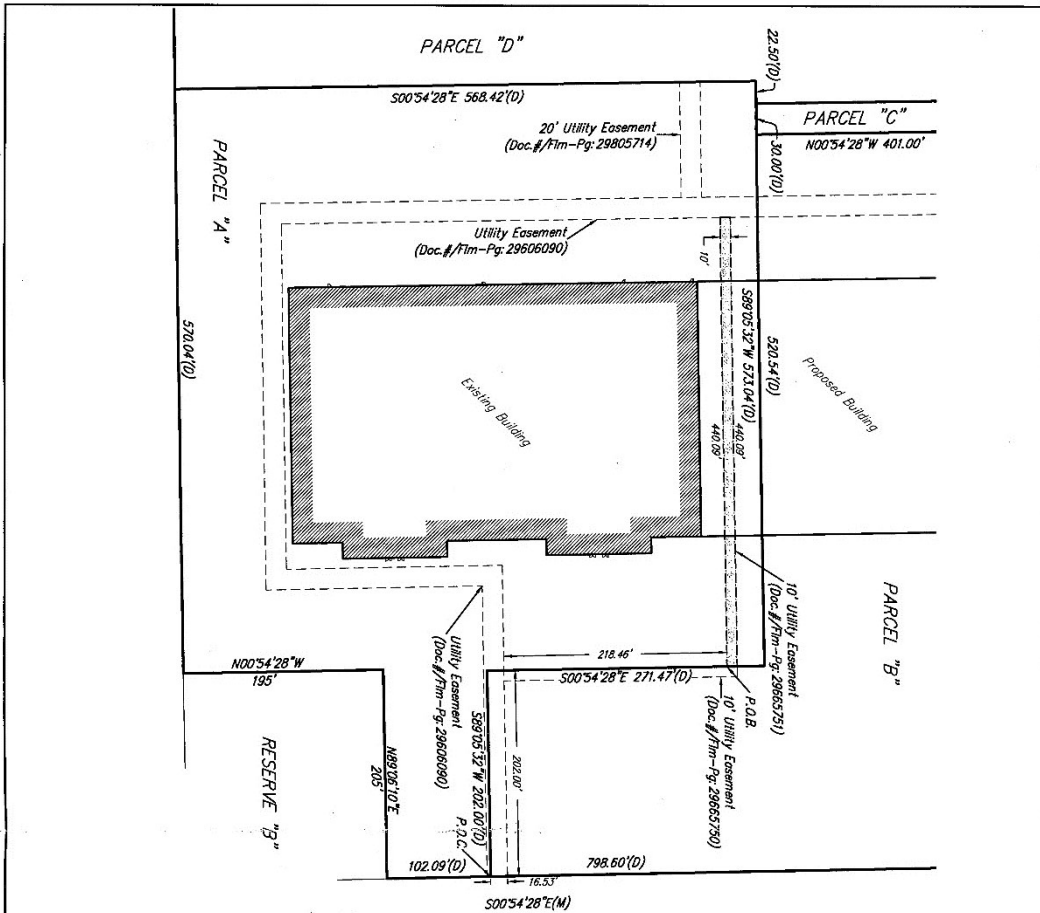 PARCEL "D"
22.50'(D)
S00°54'28"E 568.42'(D)
PARCEL "C"
20' Utility Easement
(Doc.#/Flm-Pg: 29805714)
N00°54'28"W 401.00'
30.00'(D)
PARCEL "A"
Utility Easement
(Doc.#/Flm-Pg: 29606090)
10'
570.04'(D)
S89°05'32"W 573.04'(D)
520.54'(D)
Existing Building
Proposed Building
440.09'
440.09'
10' Utility Easement
(Doc.#/Flm-Pg: 29665751)
PARCEL "B"
Utility Easement
(Doc.#/Flm-Pg: 29606090)
218.46'
N00°54'28"W
195'
S00°54'28"E 271.47'(D)
P.O.B.
10' Utility Easement
(Doc.#/Flm-Pg: 29665750)
RESERVE "B"
N89°06'10"E
205'
S89°05'32"W 202.00'(D)
202.00'
P.O.C.
102.09'(D)
798.60'(D)
16.53'
S00°54'28"E(M)